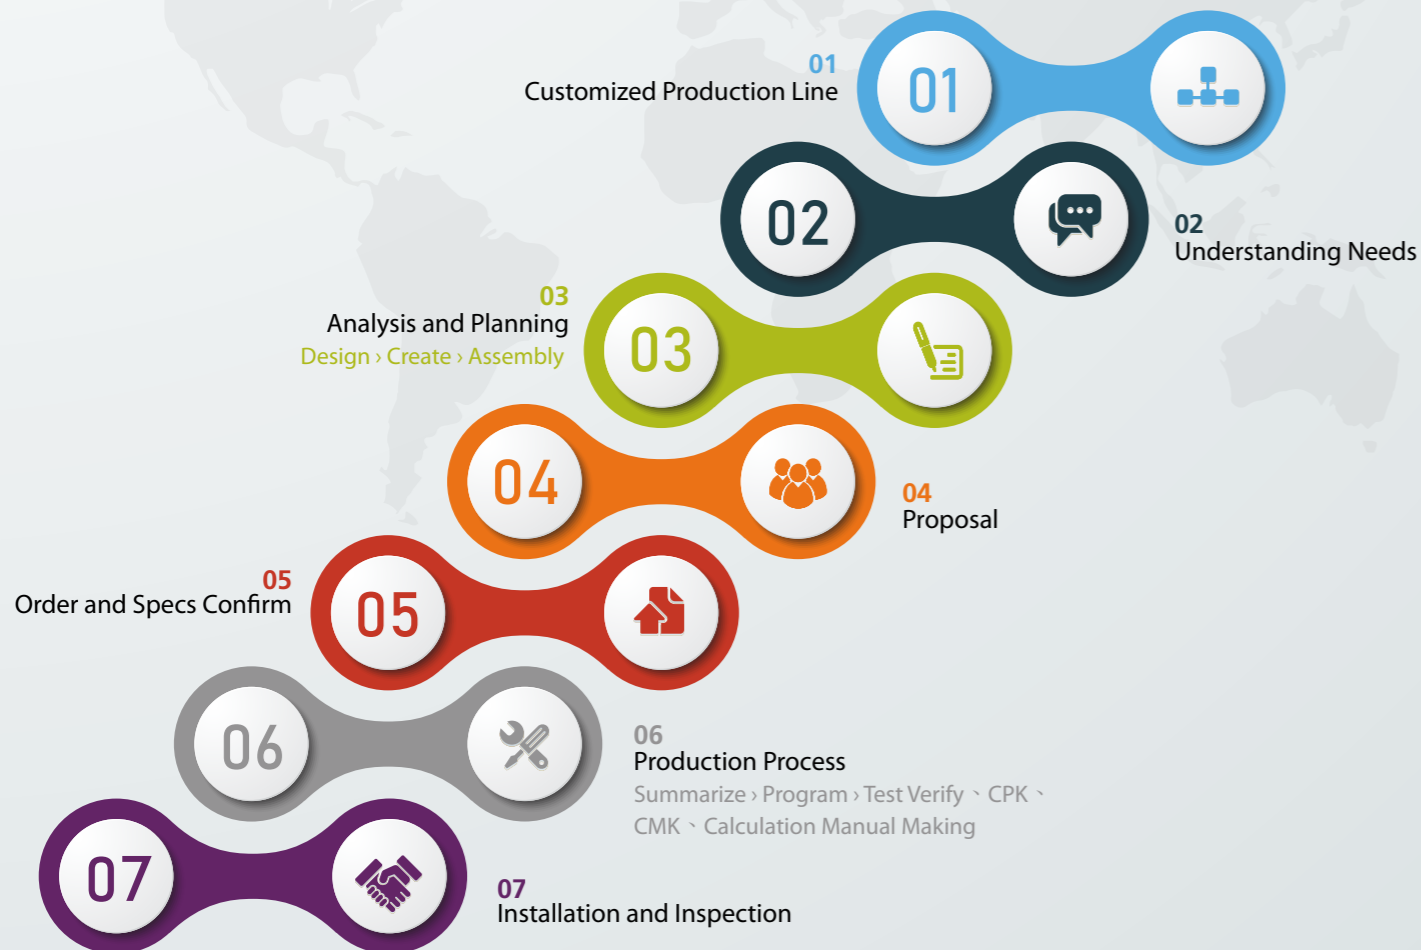 01
Customized Production Line
01
02
02
Understanding Needs
03
Analysis and Planning
Design › Create › Assembly
03
04
04
Proposal
05
Order and Specs Confirm
05
06
06
Production Process
Summarize › Program › Test Verify、CPK、
CMK、Calculation Manual Making
07
07
Installation and Inspection